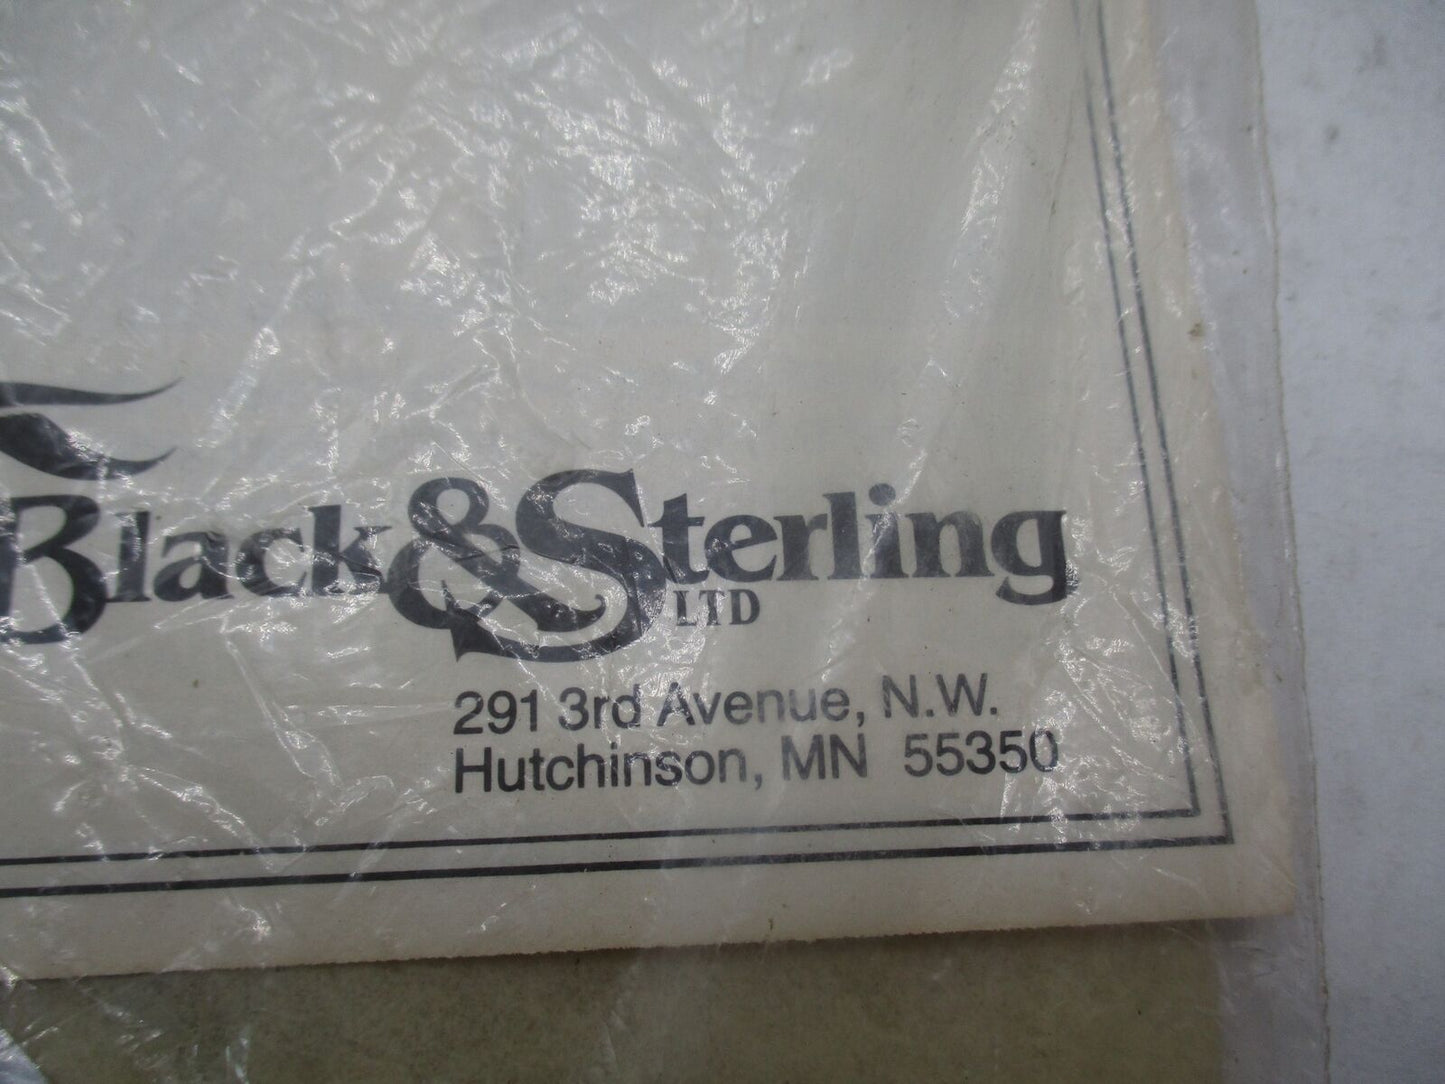 Black & Sterling
LTD
291 3rd Avenue, N.W.
Hutchinson, MN 55350